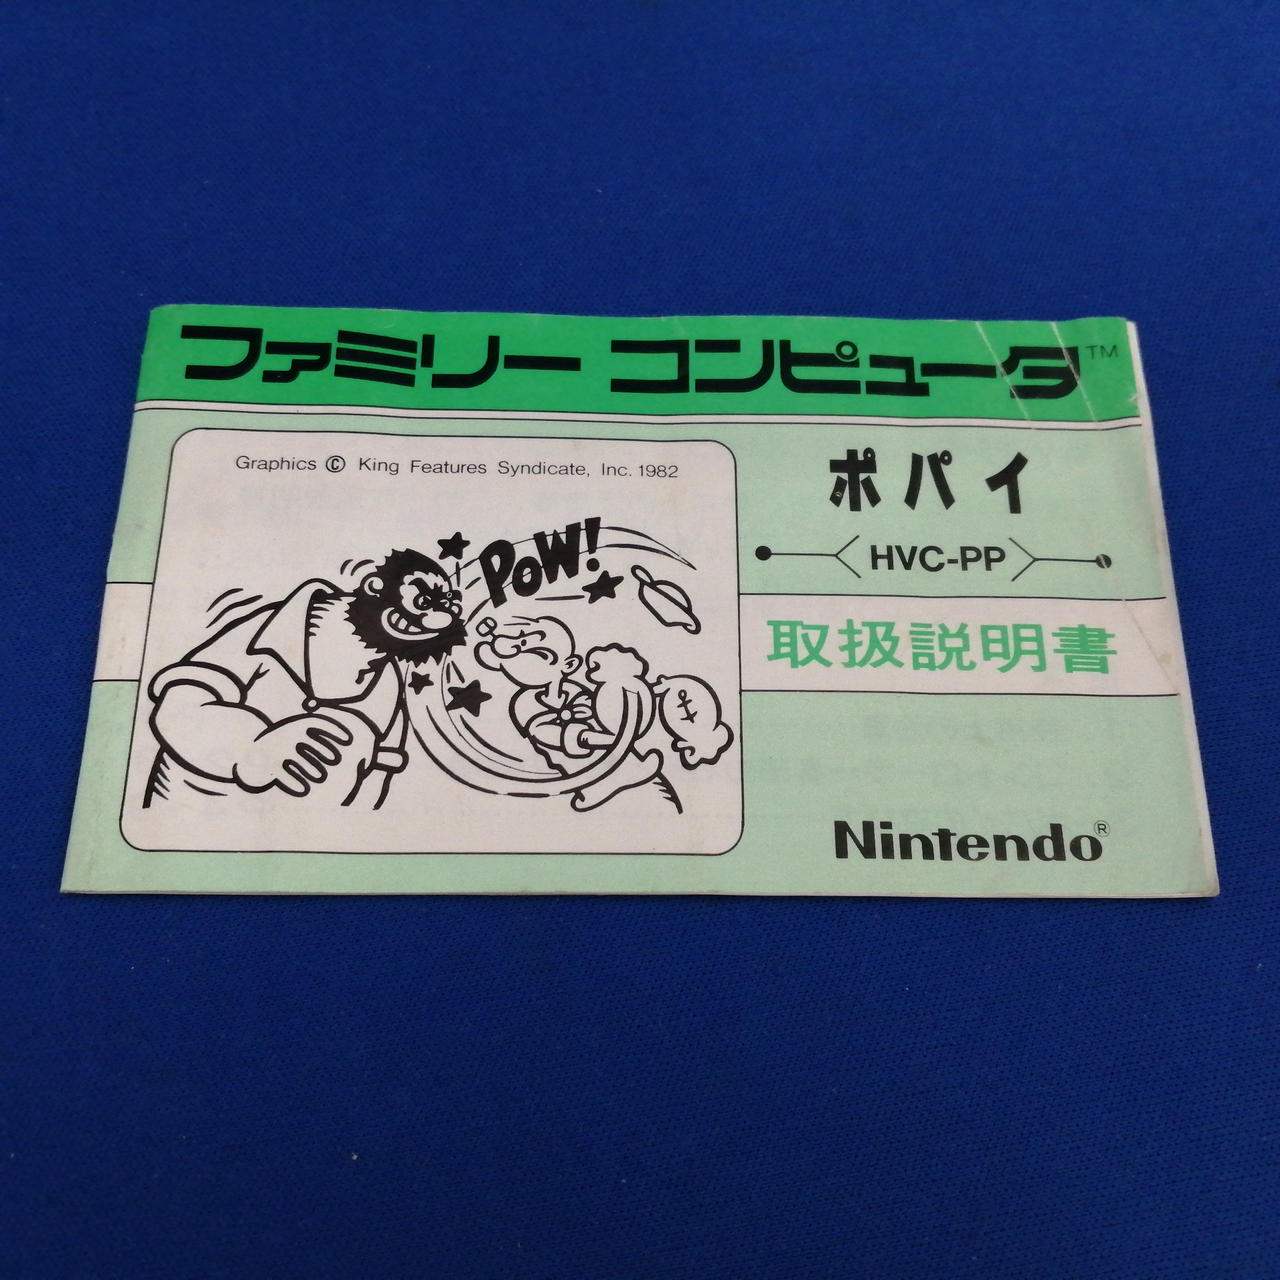 ファミリー コンピュータ™
Graphics © King Features Syndicate, Inc. 1982
POW!
ポパイ
HVC-PP
取扱説明書
Nintendo®